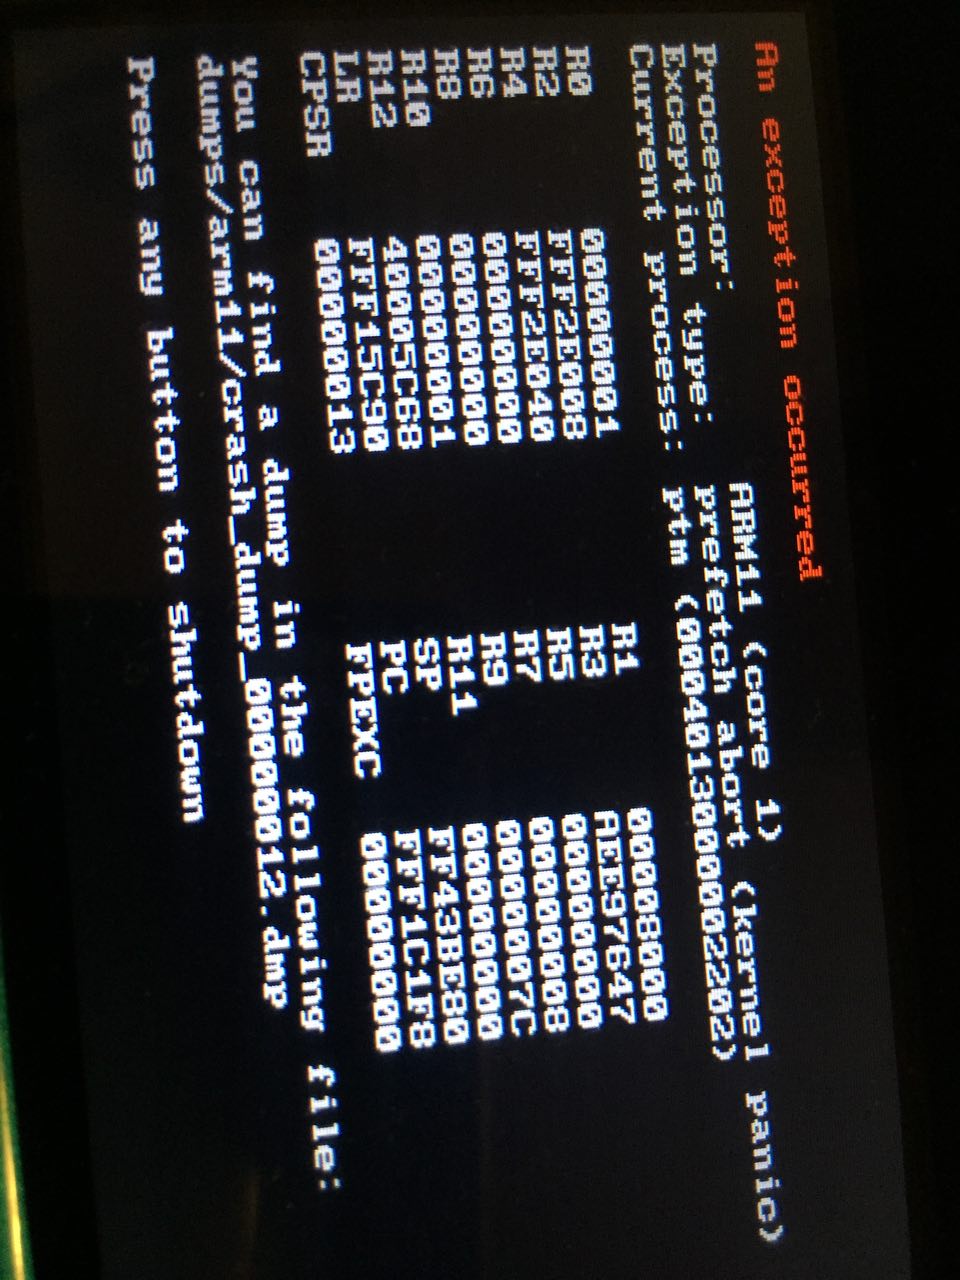 An exception occurred
Processor: ARM11 (core 1)
Exception type: prefetch abort (kernel panic)
Current process: ptm (0004013000002202)
R0 00000001 R1 00008000
R2 FFF2E008 R3 AEE97647
R4 FFF2E040 R5 00000000
R6 00000000 R7 00000008
R8 00000000 R9 0000007C
R10 00000001 R11 00000000
R12 40005C68 SP FF43BE80
LR FFF15C90 PC FFF1C1F8
CPSR 00000013 FPEXC 00000000
You can find a dump in the following file:
dumps/arm11/crash_dump_00000012.dmp
Press any button to shutdown